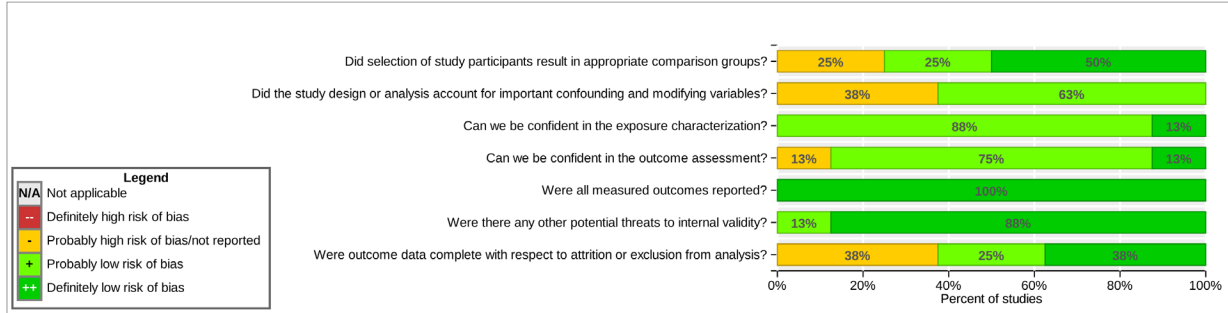 Did selection of study participants result in appropriate comparison groups?
25% 25% 50%
Did the study design or analysis account for important confounding and modifying variables?
38% 63%
Can we be confident in the exposure characterization?
88% 13%
Can we be confident in the outcome assessment?
13% 75% 13%
Were all measured outcomes reported?
100%
Were there any other potential threats to internal validity?
13% 88%
Were outcome data complete with respect to attrition or exclusion from analysis?
38% 25% 38%
0% 20% 40% 60% 80% 100%
Percent of studies
Legend
N/A Not applicable
-- Definitely high risk of bias
- Probably high risk of bias/not reported
+ Probably low risk of bias
++ Definitely low risk of bias